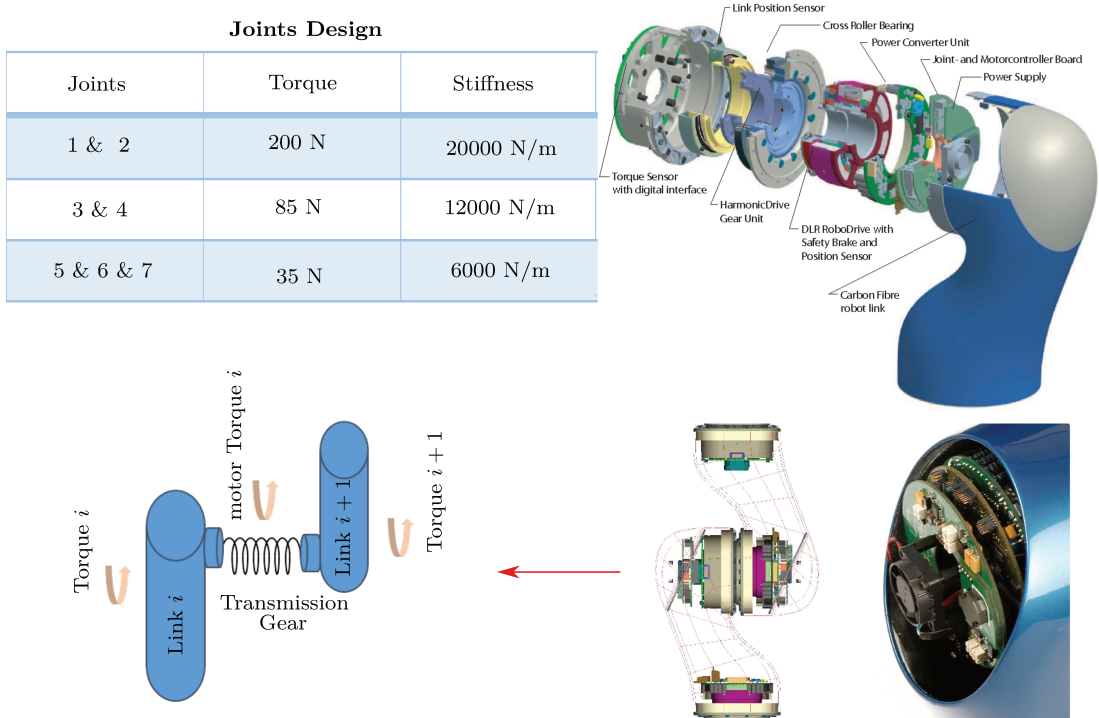 Joints Design
Joints Torque Stiffness
1 & 2 200 N 20000 N/m
3 & 4 85 N 12000 N/m
5 & 6 & 7 35 N 6000 N/m
Link Position Sensor
Cross Roller Bearing
Power Converter Unit
Joint- and Motorcontroller Board
Power Supply
Torque Sensor
with digital interface
HarmonicDrive
Gear Unit
DLR RoboDrive with
Safety Brake and
Position Sensor
Carbon Fibre
robot link
Torque i
Link i
motor Torque i
Transmission
Gear
Link i + 1
Torque i + 1